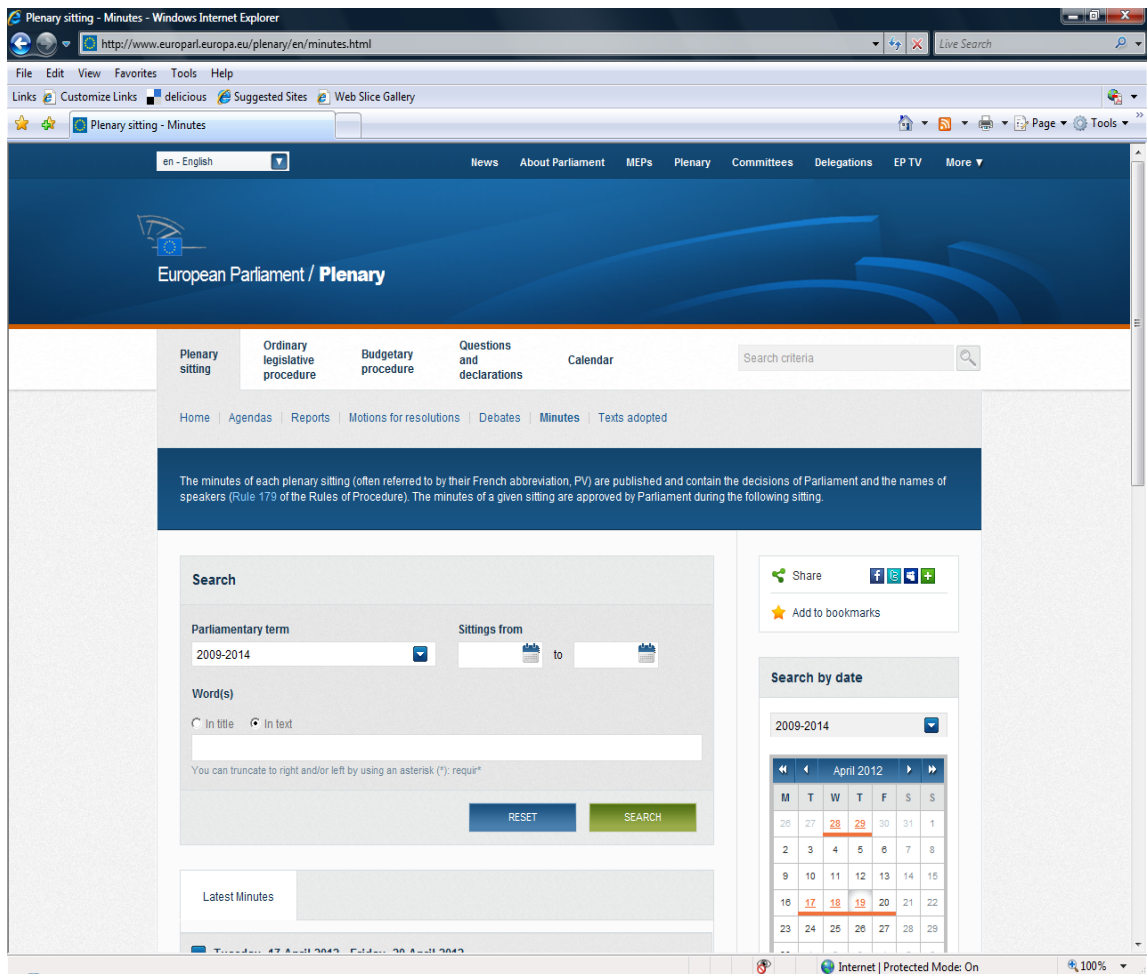 Plenary sitting - Minutes - Windows Internet Explorer
http://www.europarl.europa.eu/plenary/en/minutes.html
Live Search
File Edit View Favorites Tools Help
Links Customize Links delicious Suggested Sites Web Slice Gallery
Plenary sitting - Minutes
Page Tools
en - English
News About Parliament MEPs Plenary Committees Delegations EP TV More
European Parliament / Plenary
Plenary sitting
Ordinary legislative procedure
Budgetary procedure
Questions and declarations
Calendar
Search criteria
Home | Agendas | Reports | Motions for resolutions | Debates | Minutes | Texts adopted
The minutes of each plenary sitting (often referred to by their French abbreviation, PV) are published and contain the decisions of Parliament and the names of
speakers (Rule 179 of the Rules of Procedure). The minutes of a given sitting are approved by Parliament during the following sitting.
Search
Parliamentary term
2009-2014
Sittings from
to
Word(s)
In title In text
You can truncate to right and/or left by using an asterisk (*): requir*
RESET SEARCH
Latest Minutes
Tuesday, 17 April 2012 - Friday, 20 April 2012
Share
Add to bookmarks
Search by date
2009-2014
April 2012
M T W T F S S
26 27 28 29 30 31 1
2 3 4 5 6 7 8
9 10 11 12 13 14 15
16 17 18 19 20 21 22
23 24 25 26 27 28 29
Internet | Protected Mode: On
100%